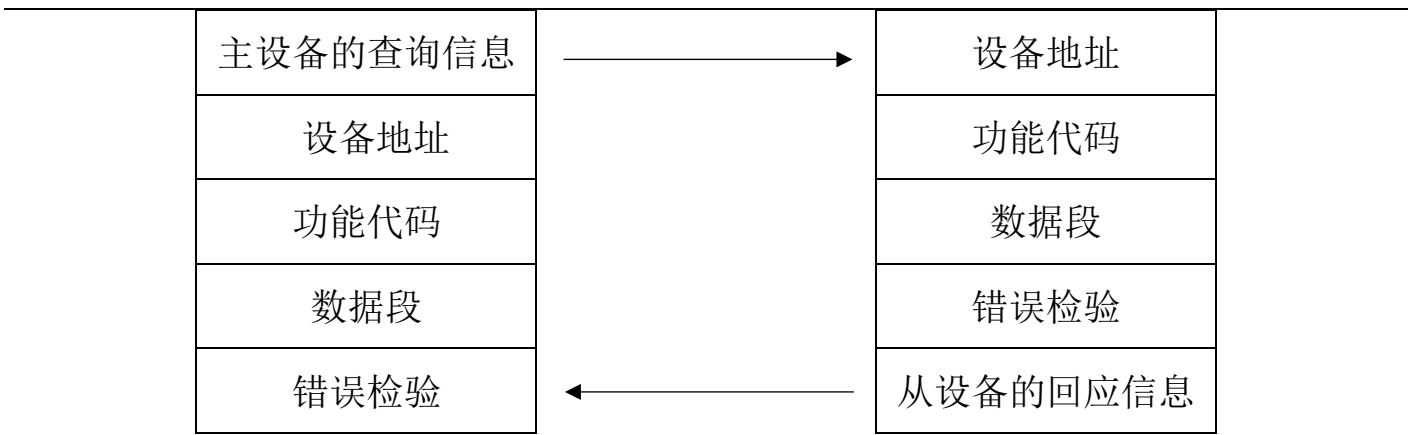 主设备的查询信息
设备地址
功能代码
数据段
错误检验
设备地址
功能代码
数据段
错误检验
从设备的回应信息